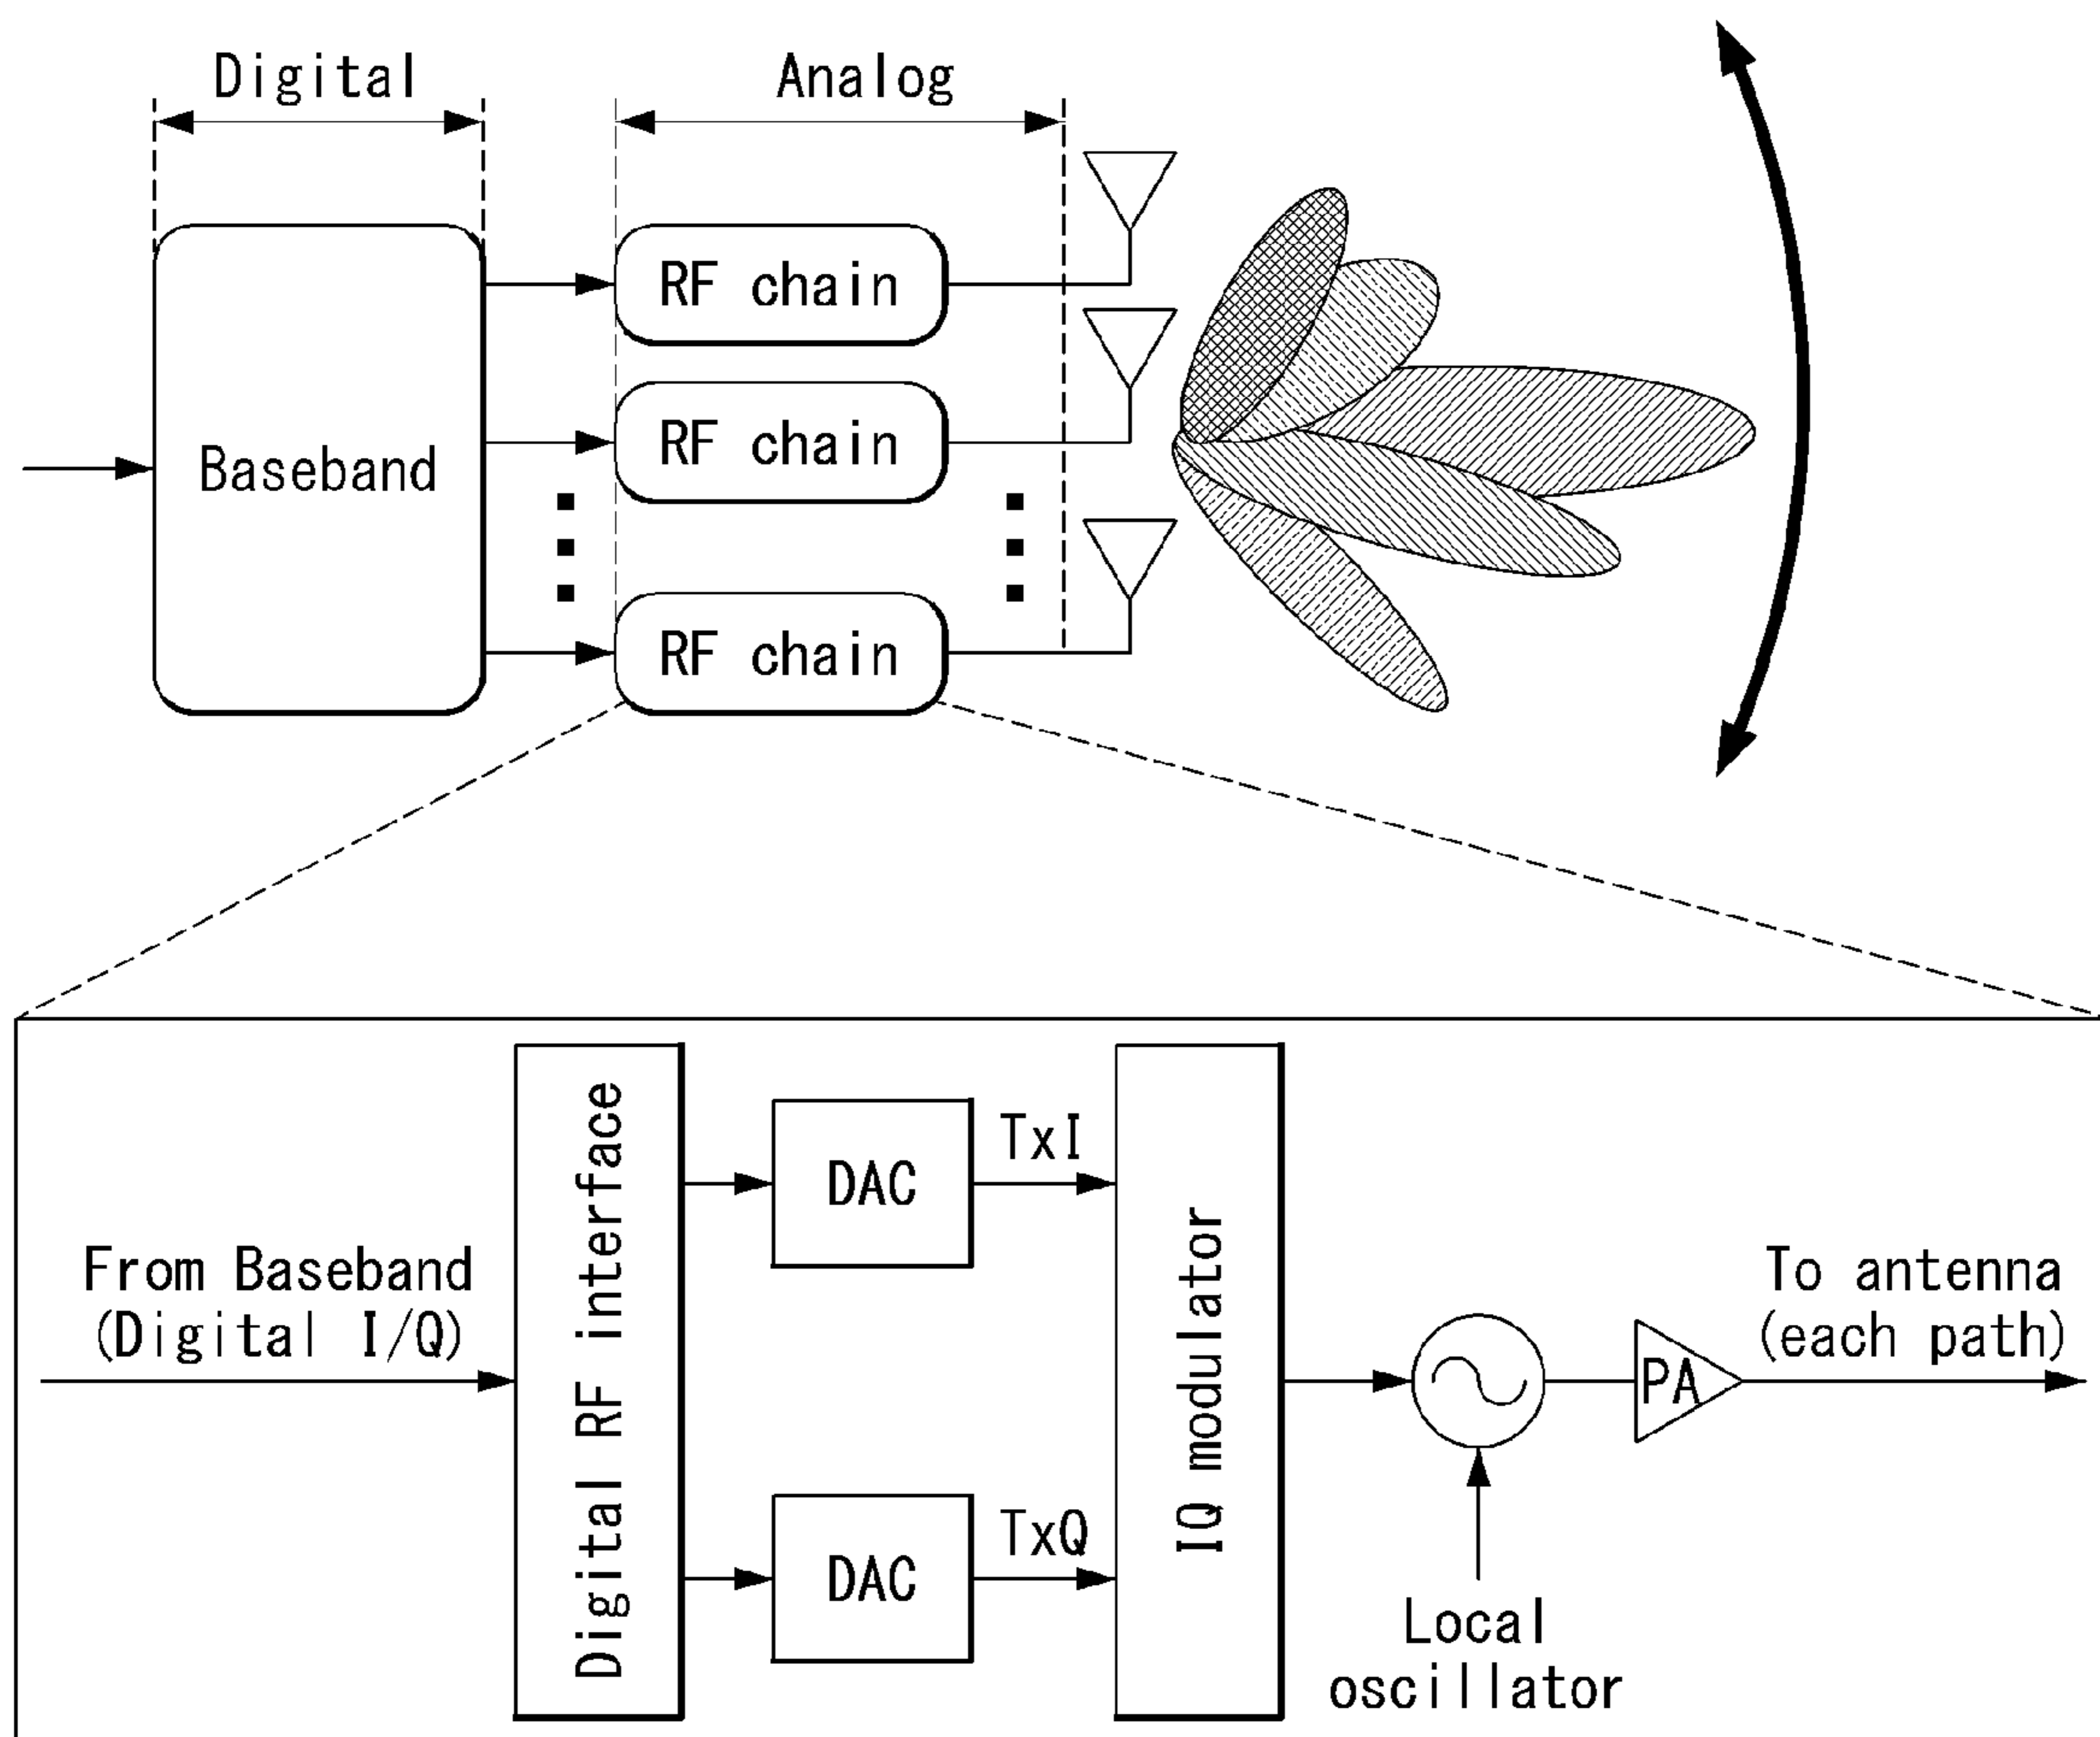 Digital
Analog
RF chain
RF chain
Baseband
RF chain
Digital RF interface
DAC
TxI
IQ modulator
From Baseband
(Digital I/Q)
To antenna
(each path)
PA
DAC
TxQ
Local
oscillator